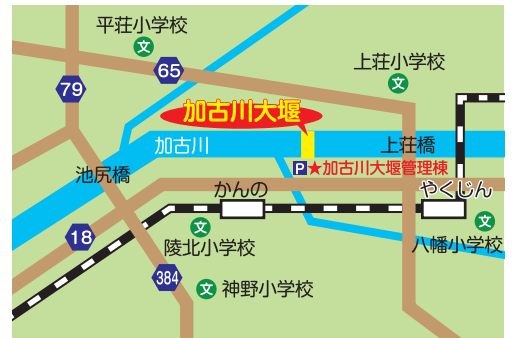 平荘小学校
文
65
上荘小学校
文
79
加古川大堰
加古川
上荘橋
P★加古川大堰管理棟
池尻橋
かんの
やくじん
18
文
陵北小学校
文
八幡小学校
384
文 神野小学校